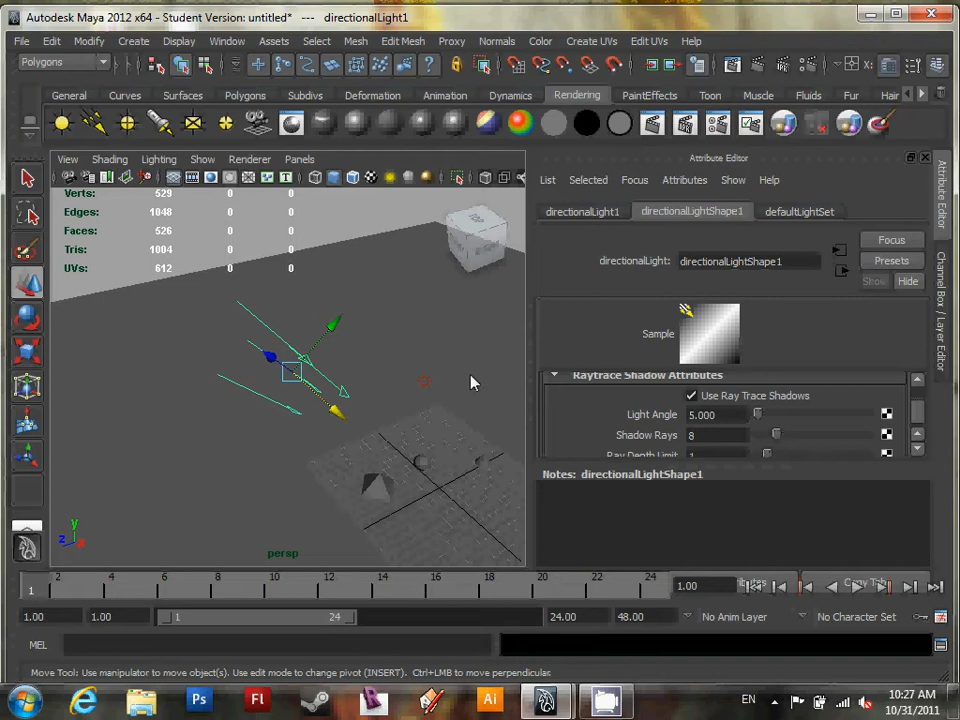 Autodesk Maya 2012 x64 - Student Version: untitled* --- directionalLight1
File Edit Modify Create Display Window Assets Select Mesh Edit Mesh Proxy Normals Color Create UVs Edit UVs Help
Polygons
General Curves Surfaces Polygons Subdivs Deformation Animation Dynamics Rendering PaintEffects Toon Muscle Fluids Fur Hair
View Shading Lighting Show Renderer Panels
Verts: 529 0 0
Edges: 1048 0 0
Faces: 526 0 0
Tris: 1004 0 0
UVs: 612 0 0
TOP
y
z x
persp
Attribute Editor
List Selected Focus Attributes Show Help
directionalLight1 directionalLightShape1 defaultLightSet
directionalLight: directionalLightShape1
Focus
Presets
Show Hide
Sample
Raytrace Shadow Attributes
Use Ray Trace Shadows
Light Angle 5.000
Shadow Rays 8
Ray Depth Limit 1
Notes: directionalLightShape1
Attribute Editor
Channel Box / Layer Editor
1 2 4 6 8 10 12 14 16 18 20 22 24 1.00
Copy Tab
1.00 1.00 1 24 24.00 48.00 No Anim Layer No Character Set
MEL
Move Tool: Use manipulator to move object(s). Use edit mode to change pivot (INSERT). Ctrl+LMB to move perpendicular.
Ps Fl Ai EN 10:27 AM
10/31/2011